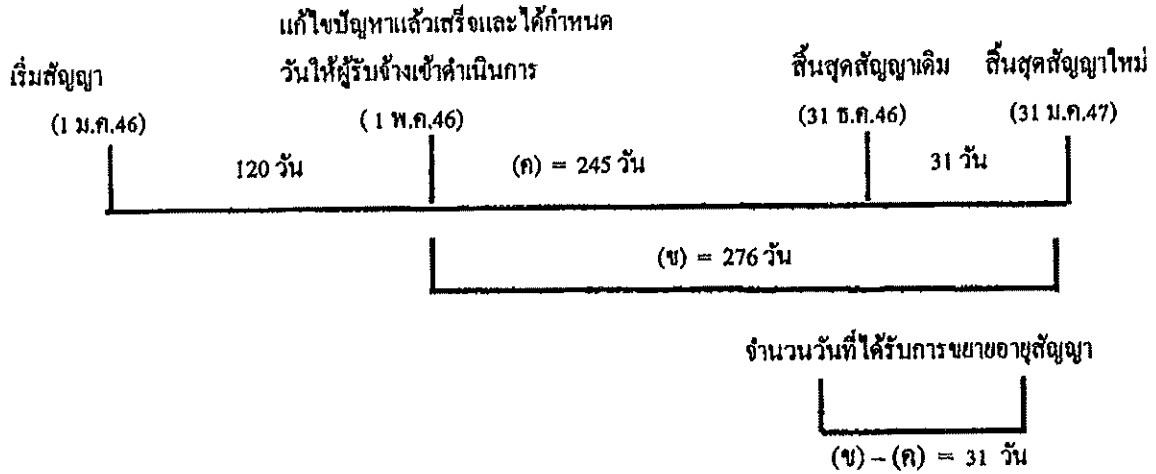 แก้ไขปัญหาแล้วเสร็จและได้กำหนด
เริ่มสัญญา วันให้ผู้รับจ้างเข้าดำเนินการ สิ้นสุดสัญญาเดิม สิ้นสุดสัญญาใหม่
(1 ม.ค.46) ( 1 พ.ค.46) (31 ธ.ค.46) (31 ม.ค.47)
120 วัน (ค) = 245 วัน 31 วัน
(ข) = 276 วัน
จำนวนวันที่ได้รับการขยายอายุสัญญา
(ข) – (ค) = 31 วัน